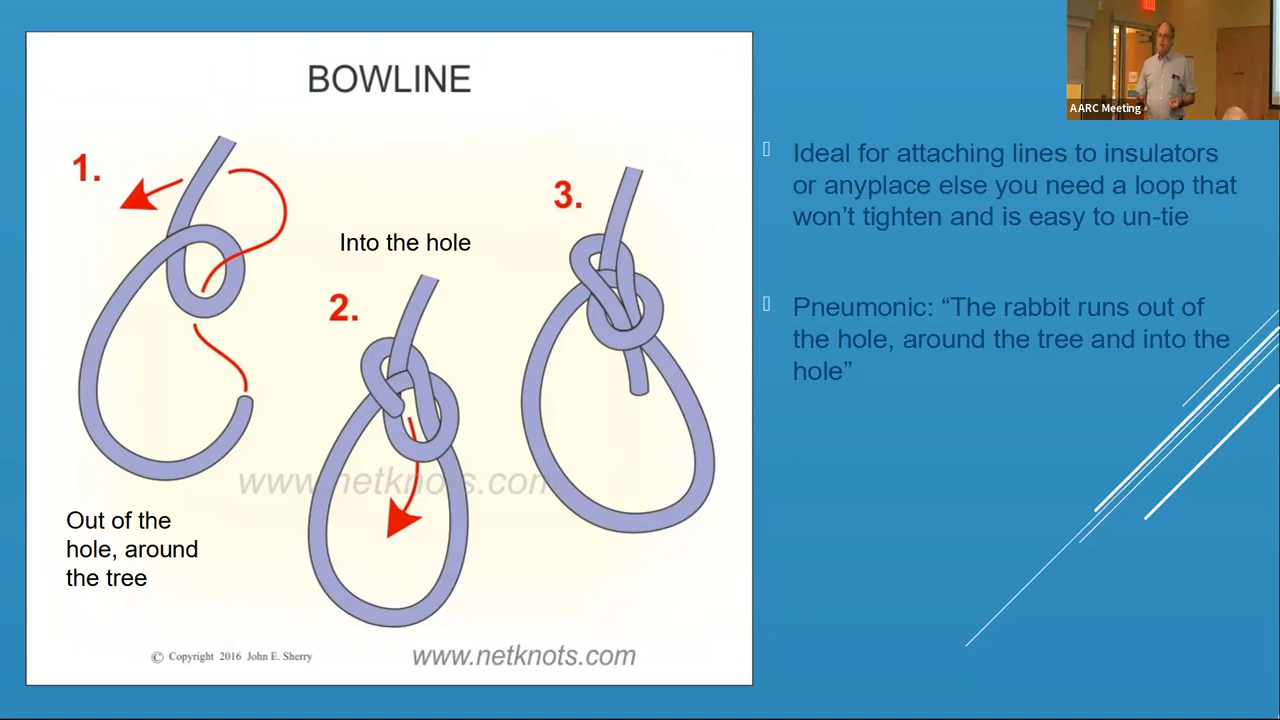 BOWLINE
1.
Into the hole
2.
3.
Out of the
hole, around
the tree
www.netknots.com
© Copyright 2016 John E. Sherry
www.netknots.com
AARC Meeting
Ideal for attaching lines to insulators
or anyplace else you need a loop that
won’t tighten and is easy to un-tie
Pneumonic: “The rabbit runs out of
the hole, around the tree and into the
hole”